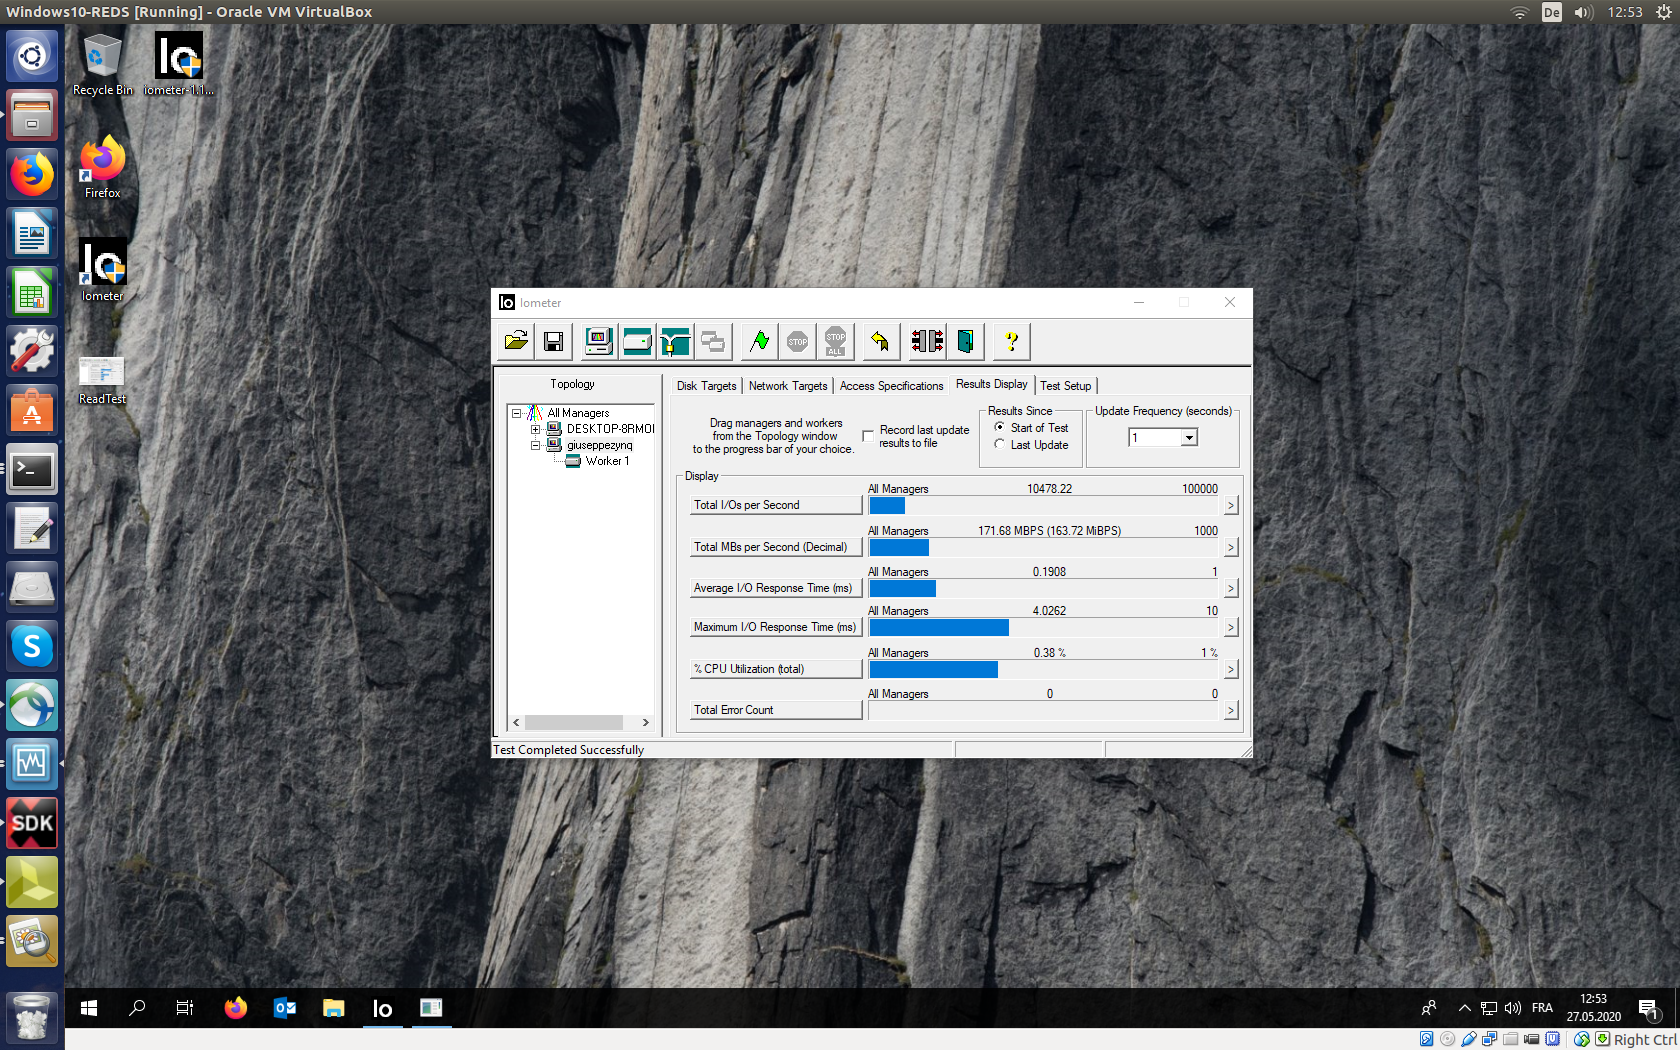 Windows10-REDS [Running] - Oracle VM VirtualBox
De
12:53
Recycle Bin
iometer-1.1...
Firefox
Iometer
ReadTest
SDK
Iometer
STOP
STOP
ALL
Topology
All Managers
giuseppezynq
Worker 1
Disk Targets
Network Targets
Access Specifications
Results Display
Test Setup
Drag managers and workers
from the Topology window
to the progress bar of your choice.
Record last update
results to file
Results Since
Start of Test
Last Update
Update Frequency (seconds)
1
Display
All Managers 10478.22 100000
Total I/Os per Second
All Managers 171.68 MBPS (163.72 MiBPS) 1000
Total MBs per Second (Decimal)
All Managers 0.1908 1
Average I/O Response Time (ms)
All Managers 4.0262 10
Maximum I/O Response Time (ms)
All Managers 0.38 % 1 %
% CPU Utilization (total)
All Managers 0 0
Total Error Count
Test Completed Successfully
FRA
12:53
27.05.2020
1
Right Ctrl